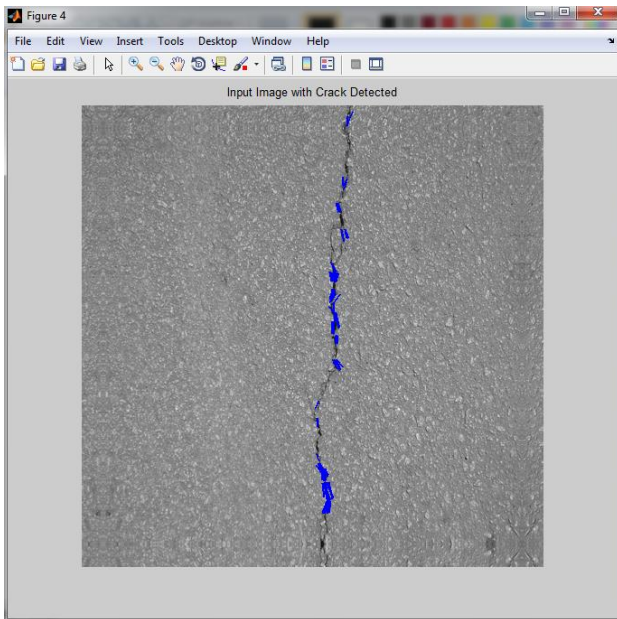 Figure 4
File Edit View Insert Tools Desktop Window Help
Input Image with Crack Detected